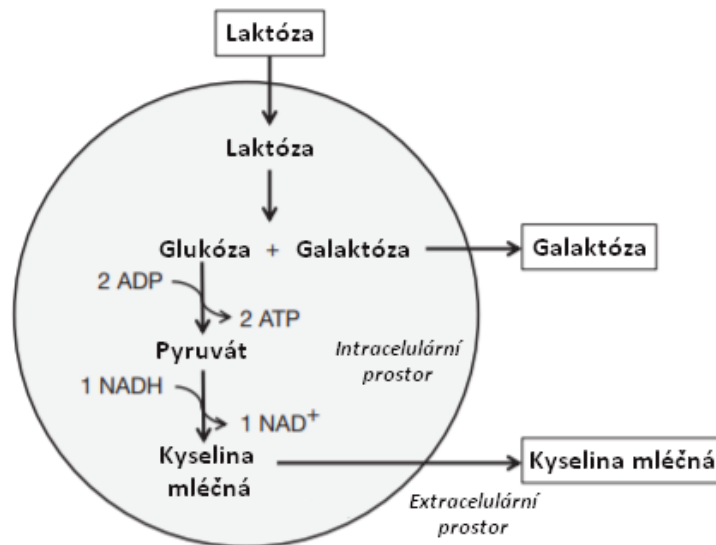 Laktóza
Laktóza
Glukóza + Galaktóza
Galaktóza
2 ADP
2 ATP
Pyruvát
Intracelulární
prostor
1 NADH
1 NAD⁺
Kyselina
mléčná
Kyselina mléčná
Extracelulární
prostor